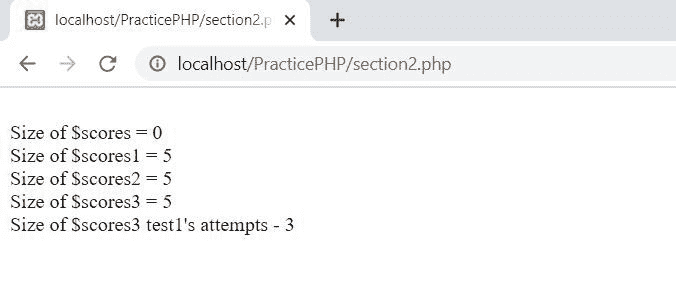 localhost/PracticePHP/section2.p
localhost/PracticePHP/section2.php
Size of $scores = 0
Size of $scores1 = 5
Size of $scores2 = 5
Size of $scores3 = 5
Size of $scores3 test1's attempts - 3